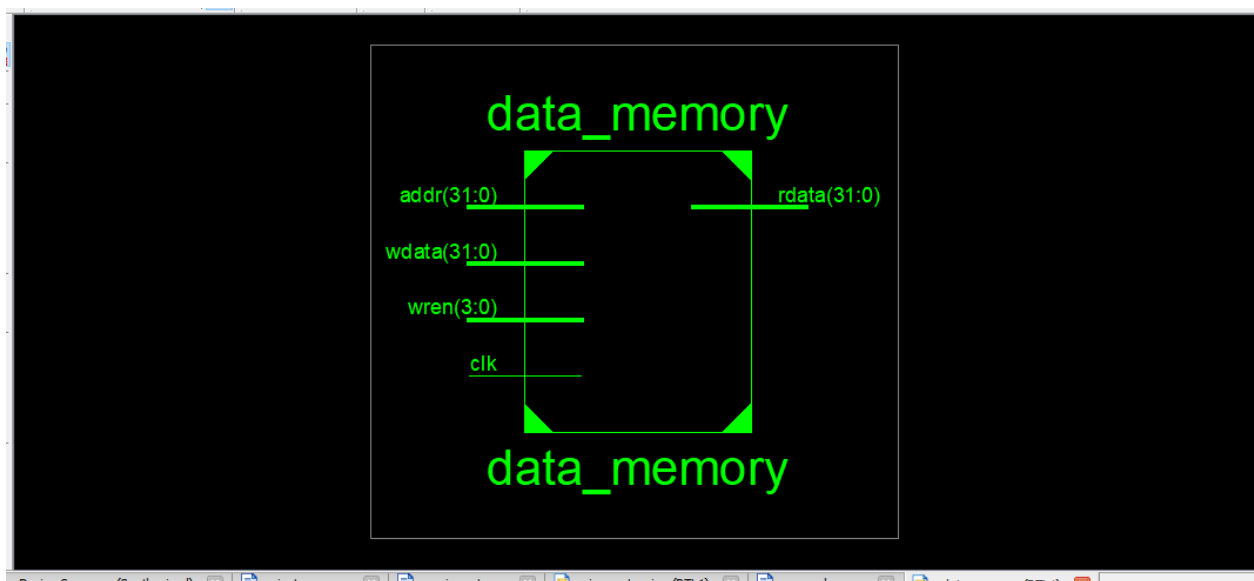 data_memory
addr(31:0)
rdata(31:0)
wdata(31:0)
wren(3:0)
clk
data_memory